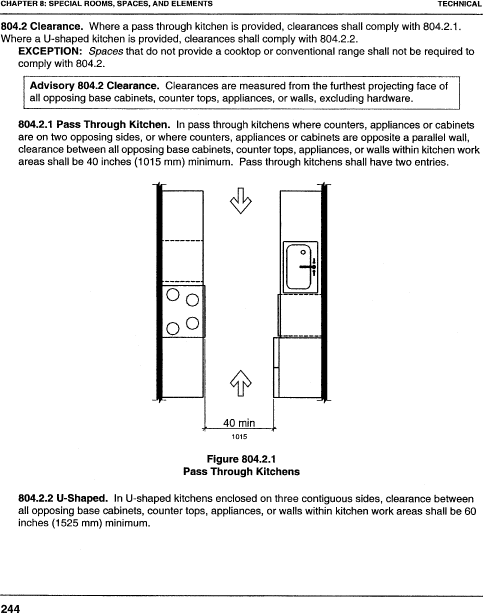 CHAPTER 8: SPECIAL ROOMS, SPACES, AND ELEMENTS TECHNICAL
804.2 Clearance. Where a pass through kitchen is provided, clearances shall comply with 804.2.1.
Where a U-shaped kitchen is provided, clearances shall comply with 804.2.2.
EXCEPTION: Spaces that do not provide a cooktop or conventional range shall not be required to
comply with 804.2.
Advisory 804.2 Clearance. Clearances are measured from the furthest projecting face of
all opposing base cabinets, counter tops, appliances, or walls, excluding hardware.
804.2.1 Pass Through Kitchen. In pass through kitchens where counters, appliances or cabinets
are on two opposing sides, or where counters, appliances or cabinets are opposite a parallel wall,
clearance between all opposing base cabinets, counter tops, appliances, or walls within kitchen work
areas shall be 40 inches (1015 mm) minimum. Pass through kitchens shall have two entries.
40 min
1015
Figure 804.2.1
Pass Through Kitchens
804.2.2 U-Shaped. In U-shaped kitchens enclosed on three contiguous sides, clearance between
all opposing base cabinets, counter tops, appliances, or walls within kitchen work areas shall be 60
inches (1525 mm) minimum.
244